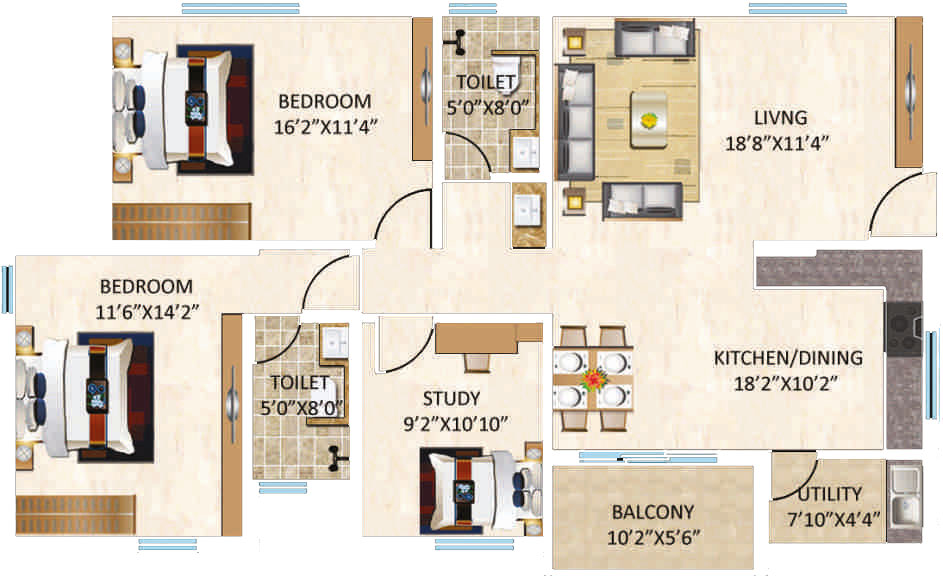 BEDROOM
16'2"X11'4"
TOILET
5'0"X8'0"
LIVNG
18'8"X11'4"
BEDROOM
11'6"X14'2"
TOILET
5'0"X8'0"
STUDY
9'2"X10'10"
KITCHEN/DINING
18'2"X10'2"
BALCONY
10'2"X5'6"
UTILITY
7'10"X4'4"